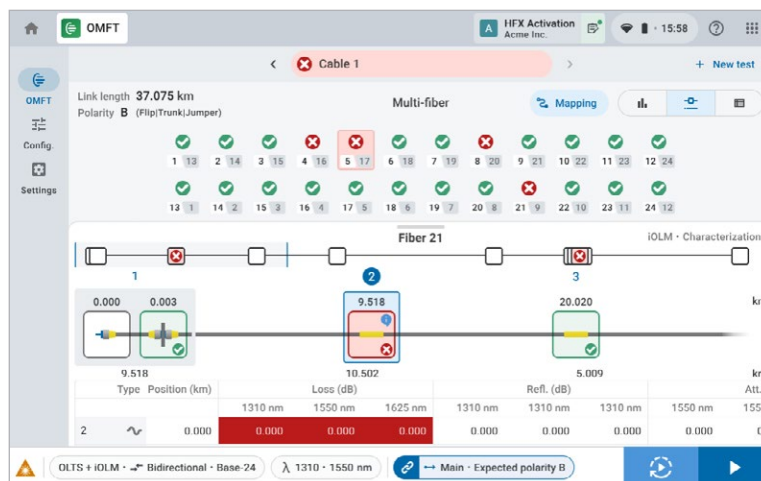 OMFT
A HFX Activation
Acme Inc.
15:58
Cable 1
+ New test
OMFT
Config.
Settings
Link length 37.075 km
Polarity B (Flip|Trunk|Jumper)
Multi-fiber
Mapping
1 13 2 14 3 15 4 16 5 17 6 18 7 19 8 20 9 21 10 22 11 23 12 24
13 1 14 2 15 3 16 4 17 5 18 6 19 7 20 8 21 9 22 10 23 11 24 12
Fiber 21
iOLM · Characterization
1 2 3
0.000 0.003 9.518 20.020
9.518 10.502 5.009
Type Position (km) Loss (dB) Refl. (dB) Att.
1310 nm 1550 nm 1625 nm 1310 nm 1310 nm 1310 nm 1550 nm
2 0.000 0.000 0.000 0.000 0.000 0.000 0.000 0.000
OLTS + iOLM · Bidirectional · Base-24
λ 1310 · 1550 nm
Main · Expected polarity B